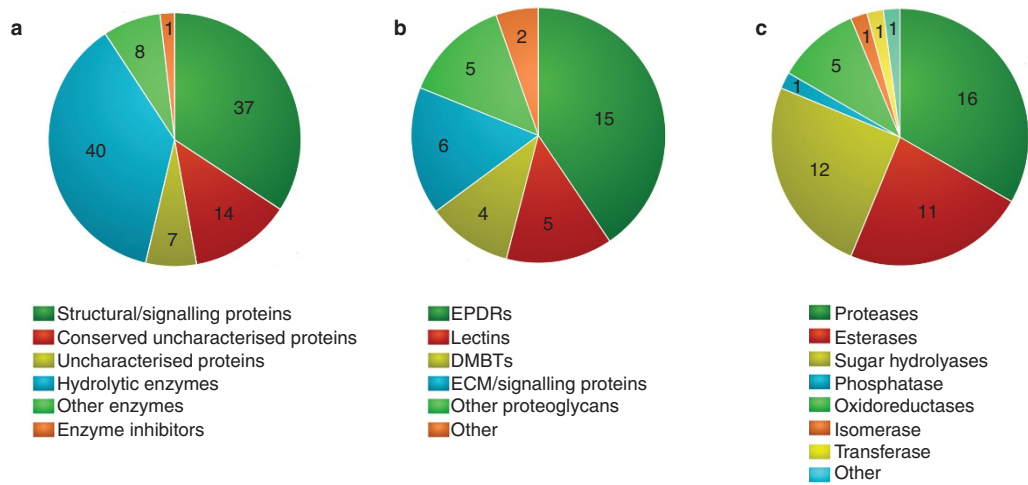 a
37
14
7
40
8
1
Structural/signalling proteins
Conserved uncharacterised proteins
Uncharacterised proteins
Hydrolytic enzymes
Other enzymes
Enzyme inhibitors
b
15
5
4
6
5
2
EPDRs
Lectins
DMBTs
ECM/signalling proteins
Other proteoglycans
Other
c
16
11
12
1
5
1
1
1
Proteases
Esterases
Sugar hydrolyases
Phosphatase
Oxidoreductases
Isomerase
Transferase
Other